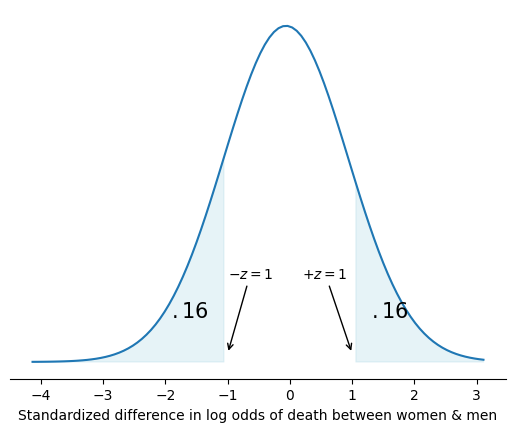 −z = 1
+z = 1
.16
.16
−4 −3 −2 −1 0 1 2 3
Standardized difference in log odds of death between women & men